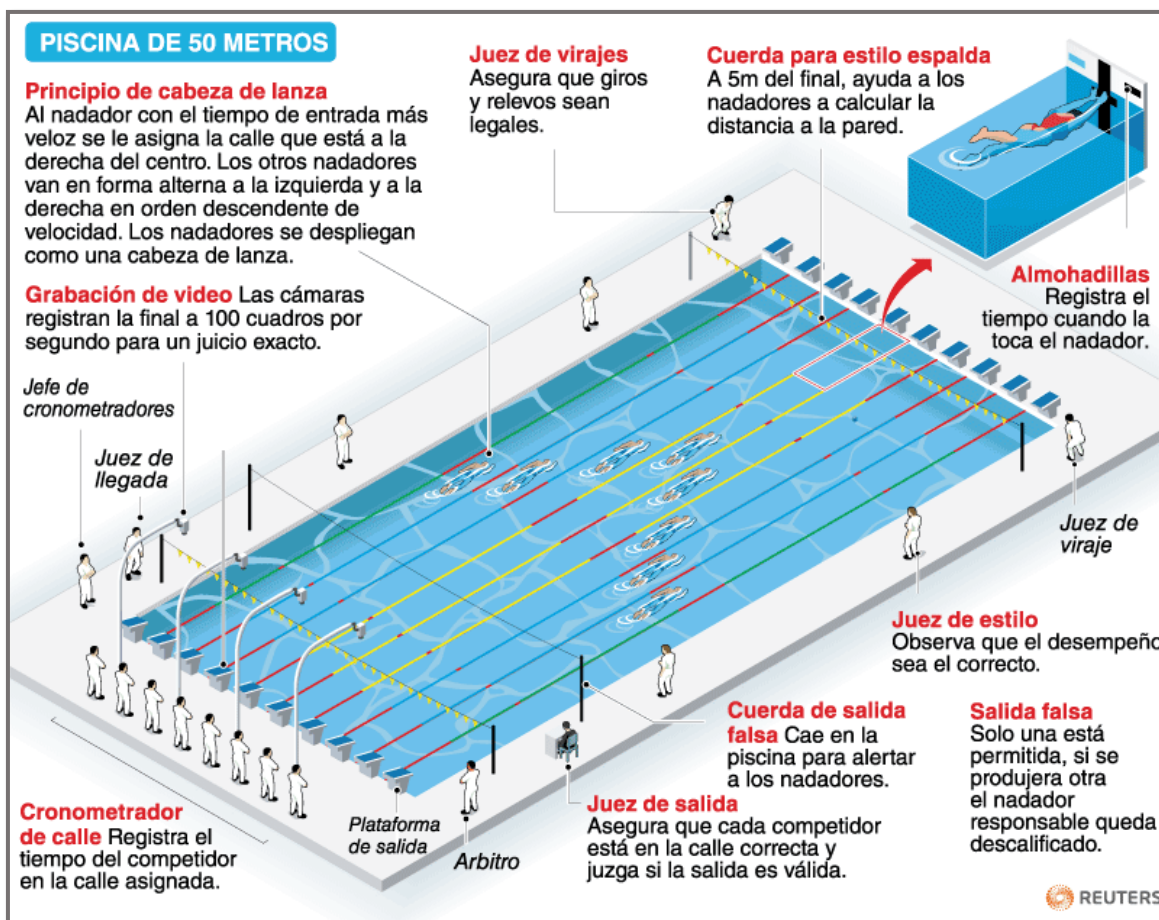 PISCINA DE 50 METROS
Principio de cabeza de lanza
Al nadador con el tiempo de entrada más
veloz se le asigna la calle que está a la
derecha del centro. Los otros nadadores
van en forma alterna a la izquierda y a la
derecha en orden descendente de
velocidad. Los nadadores se despliegan
como una cabeza de lanza.
Grabación de video Las cámaras
registran la final a 100 cuadros por
segundo para un juicio exacto.
Jefe de
cronometradores
Juez de
llegada
Juez de virajes
Asegura que giros
y relevos sean
legales.
Cuerda para estilo espalda
A 5m del final, ayuda a los
nadadores a calcular la
distancia a la pared.
Almohadillas
Registra el
tiempo cuando la
toca el nadador.
Juez de
viraje
Juez de estilo
Observa que el desempeño
sea el correcto.
Cuerda de salida
falsa Cae en la
piscina para alertar
a los nadadores.
Salida falsa
Solo una está
permitida, si se
produjera otra
el nadador
responsable queda
descalificado.
Juez de salida
Asegura que cada competidor
está en la calle correcta y
juzga si la salida es válida.
Cronometrador
de calle Registra el
tiempo del competidor
en la calle asignada.
Plataforma
de salida
Arbitro
REUTERS